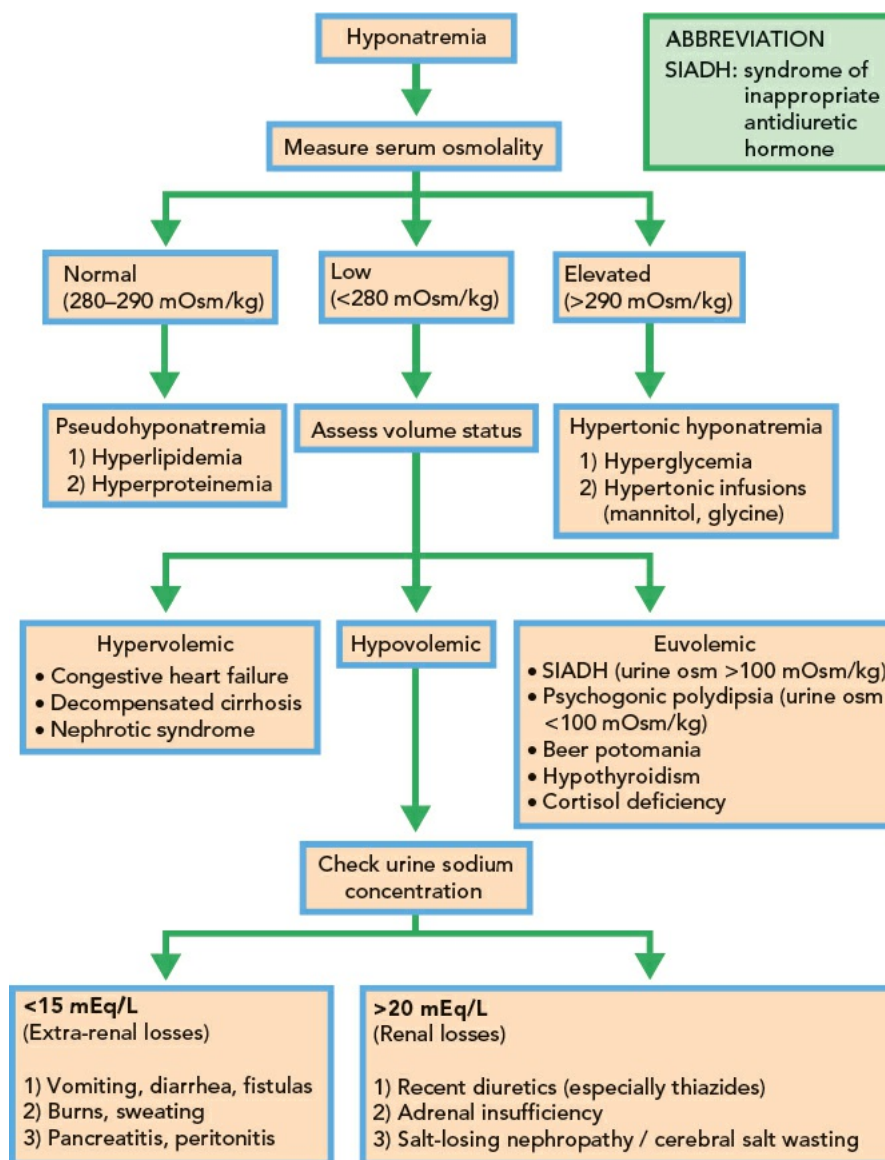 Hyponatremia
ABBREVIATION
SIADH: syndrome of
inappropriate
antidiuretic
hormone
Measure serum osmolality
Normal
(280–290 mOsm/kg)
Low
(<280 mOsm/kg)
Elevated
(>290 mOsm/kg)
Pseudohyponatremia
1) Hyperlipidemia
2) Hyperproteinemia
Assess volume status
Hypertonic hyponatremia
1) Hyperglycemia
2) Hypertonic infusions
(mannitol, glycine)
Hypervolemic
• Congestive heart failure
• Decompensated cirrhosis
• Nephrotic syndrome
Hypovolemic
Euvolemic
• SIADH (urine osm >100 mOsm/kg)
• Psychogonic polydipsia (urine osm
<100 mOsm/kg)
• Beer potomania
• Hypothyroidism
• Cortisol deficiency
Check urine sodium
concentration
<15 mEq/L
(Extra-renal losses)
1) Vomiting, diarrhea, fistulas
2) Burns, sweating
3) Pancreatitis, peritonitis
>20 mEq/L
(Renal losses)
1) Recent diuretics (especially thiazides)
2) Adrenal insufficiency
3) Salt-losing nephropathy / cerebral salt wasting